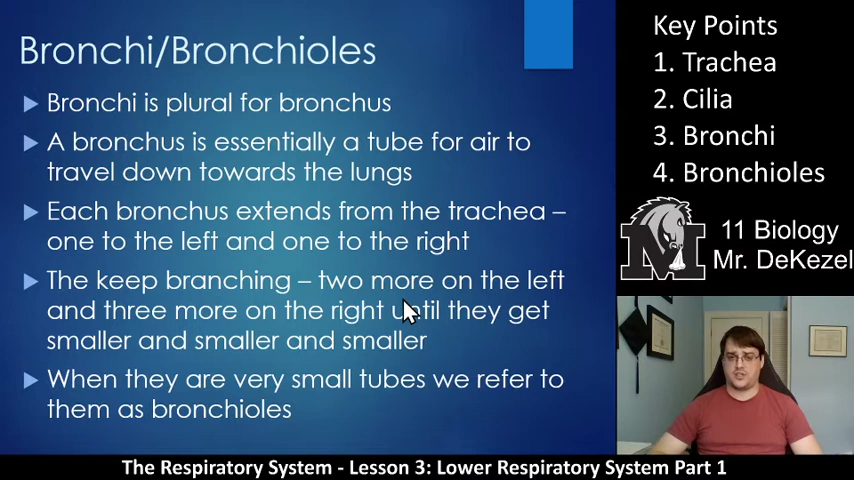 Bronchi/Bronchioles
Bronchi is plural for bronchus
A bronchus is essentially a tube for air to
travel down towards the lungs
Each bronchus extends from the trachea –
one to the left and one to the right
The keep branching – two more on the left
and three more on the right until they get
smaller and smaller and smaller
When they are very small tubes we refer to
them as bronchioles
Key Points
1. Trachea
2. Cilia
3. Bronchi
4. Bronchioles
M
11 Biology
Mr. DeKezel
The Respiratory System - Lesson 3: Lower Respiratory System Part 1